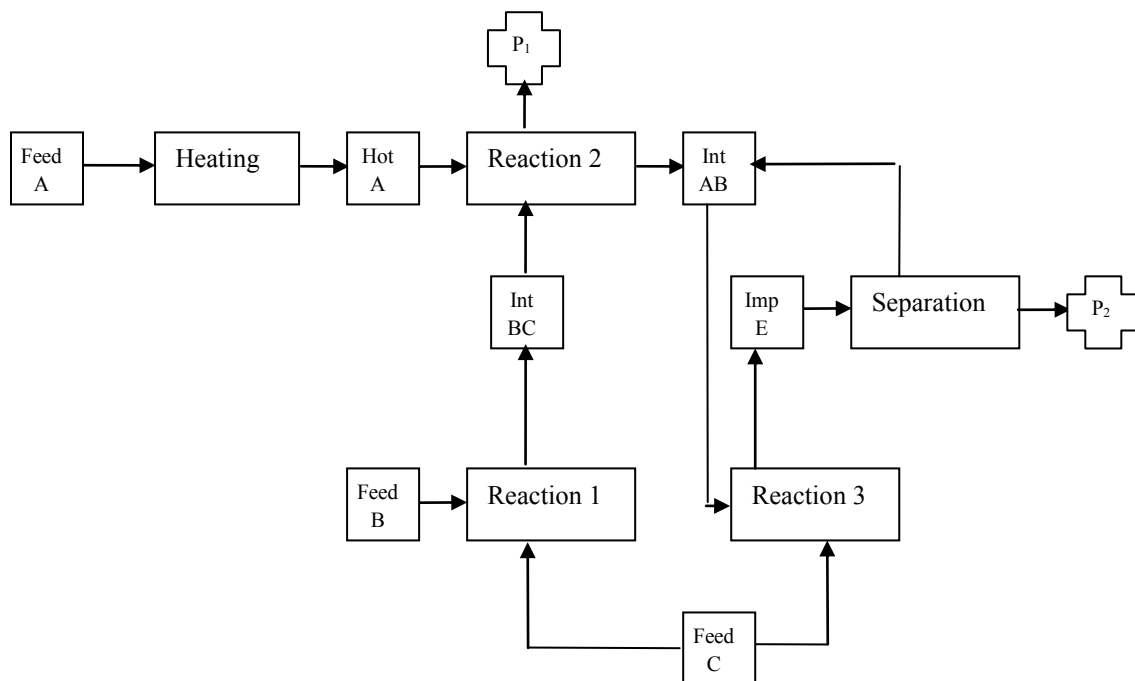 P₁
Feed
A
Heating
Hot
A
Reaction 2
Int
AB
Int
BC
Imp
E
Separation
P₂
Feed
B
Reaction 1
Reaction 3
Feed
C